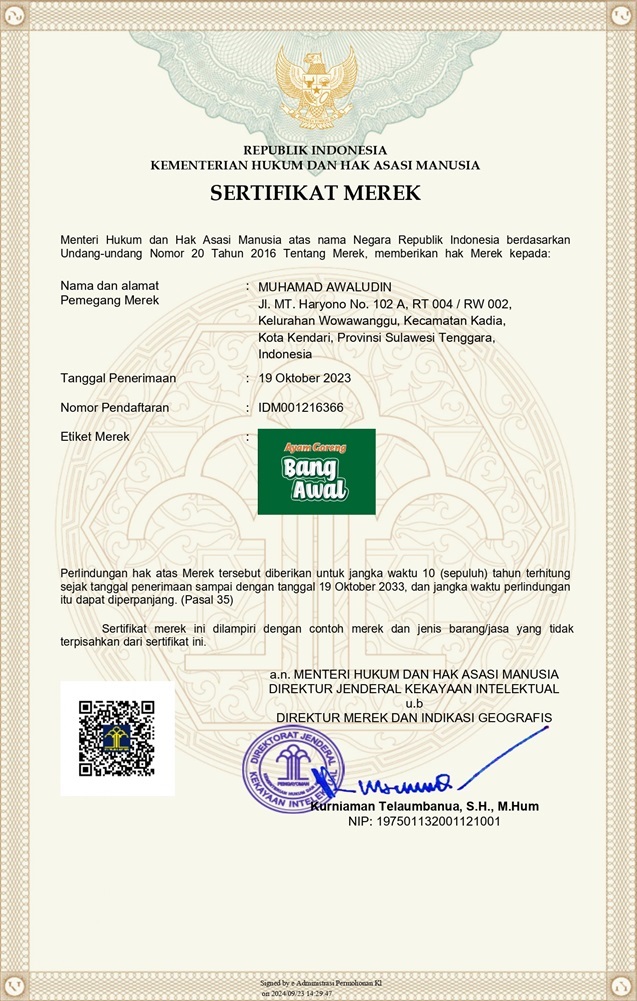 REPUBLIK INDONESIA
KEMENTERIAN HUKUM DAN HAK ASASI MANUSIA
SERTIFIKAT MEREK
Menteri Hukum dan Hak Asasi Manusia atas nama Negara Republik Indonesia berdasarkan
Undang-undang Nomor 20 Tahun 2016 Tentang Merek, memberikan hak Merek kepada:
Nama dan alamat
Pemegang Merek
: MUHAMAD AWALUDIN
Jl. MT. Haryono No. 102 A, RT 004 / RW 002,
Kelurahan Wowawanggu, Kecamatan Kadia,
Kota Kendari, Provinsi Sulawesi Tenggara,
Indonesia
Tanggal Penerimaan : 19 Oktober 2023
Nomor Pendaftaran : IDM001216366
Etiket Merek :
Ayam Goreng
Bang
Awal
Perlindungan hak atas Merek tersebut diberikan untuk jangka waktu 10 (sepuluh) tahun terhitung
sejak tanggal penerimaan sampai dengan tanggal 19 Oktober 2033, dan jangka waktu perlindungan
itu dapat diperpanjang. (Pasal 35)
Sertifikat merek ini dilampiri dengan contoh merek dan jenis barang/jasa yang tidak
terpisahkan dari sertifikat ini.
a.n. MENTERI HUKUM DAN HAK ASASI MANUSIA
DIREKTUR JENDERAL KEKAYAAN INTELEKTUAL
u.b
DIREKTUR MEREK DAN INDIKASI GEOGRAFIS
DIREKTORAT JENDERAL
PENGAYOMAN
KEKAYAAN
Kurniaman Telaumbanua, S.H., M.Hum
NIP: 197501132001121001
Signed by e Administrasi Permohonan KI
on 2024/09/23 14:29:47